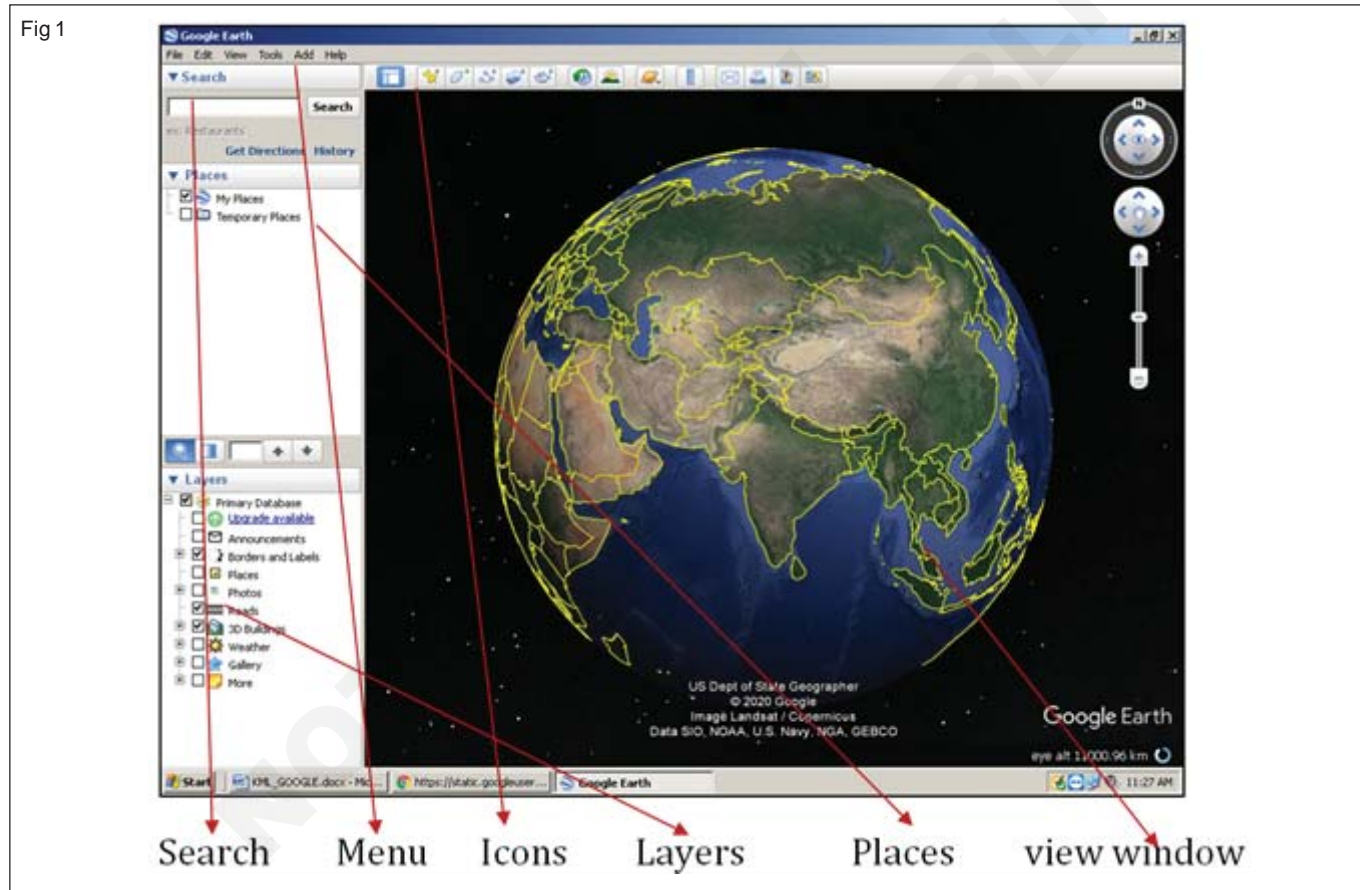 Fig 1
Google Earth
File Edit View Tools Add Help
Search
Search
ex: Restaurants
Get Directions History
Places
My Places
Temporary Places
Layers
Primary Database
Upgrade available
Announcements
Borders and Labels
Places
Photos
Roads
3D Buildings
Weather
Gallery
More
N
US Dept of State Geographer
© 2020 Google
Image Landsat / Copernicus
Data SIO, NOAA, U.S. Navy, NGA, GEBCO
Google Earth
eye alt 11000.96 km
Start KML_GOOGLE.docx - Mic... https://static.googleuser... Google Earth 11:27 AM
Search Menu Icons Layers Places view window